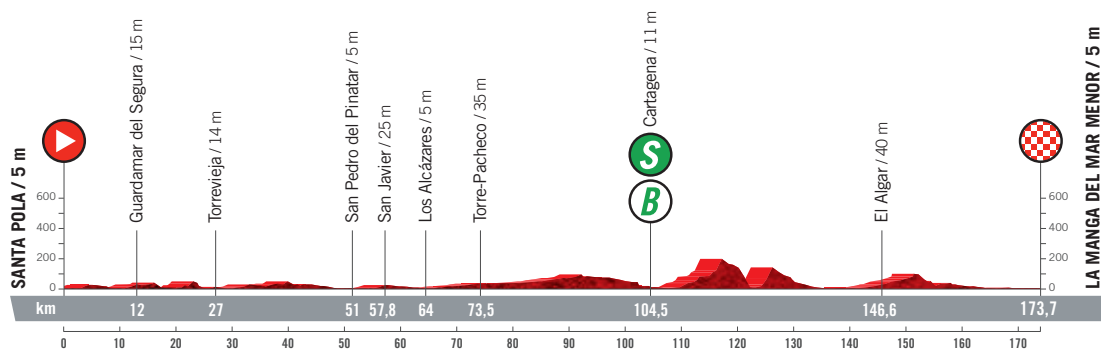 SANTA POLA / 5 m
Guardamar del Segura / 15 m
Torrevieja / 14 m
San Pedro del Pinatar / 5 m
San Javier / 25 m
Los Alcázares / 5 m
Torre-Pacheco / 35 m
Cartagena / 11 m
S
B
El Algar / 40 m
LA MANGA DEL MAR MENOR / 5 m
600 600
400 400
200 200
0 0
km 12 27 51 57,8 64 73,5 104,5 146,6 173,7
0 10 20 30 40 50 60 70 80 90 100 110 120 130 140 150 160 170